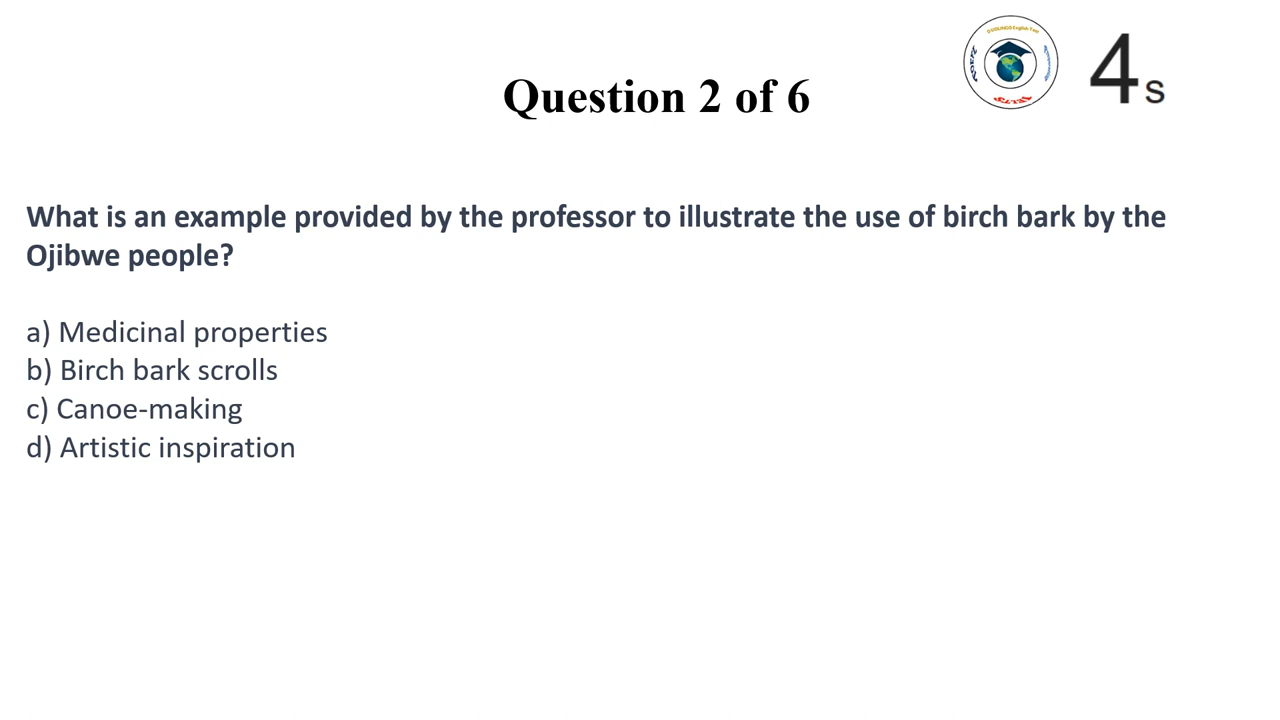 4s
Question 2 of 6
What is an example provided by the professor to illustrate the use of birch bark by the
Ojibwe people?
a) Medicinal properties
b) Birch bark scrolls
c) Canoe-making
d) Artistic inspiration